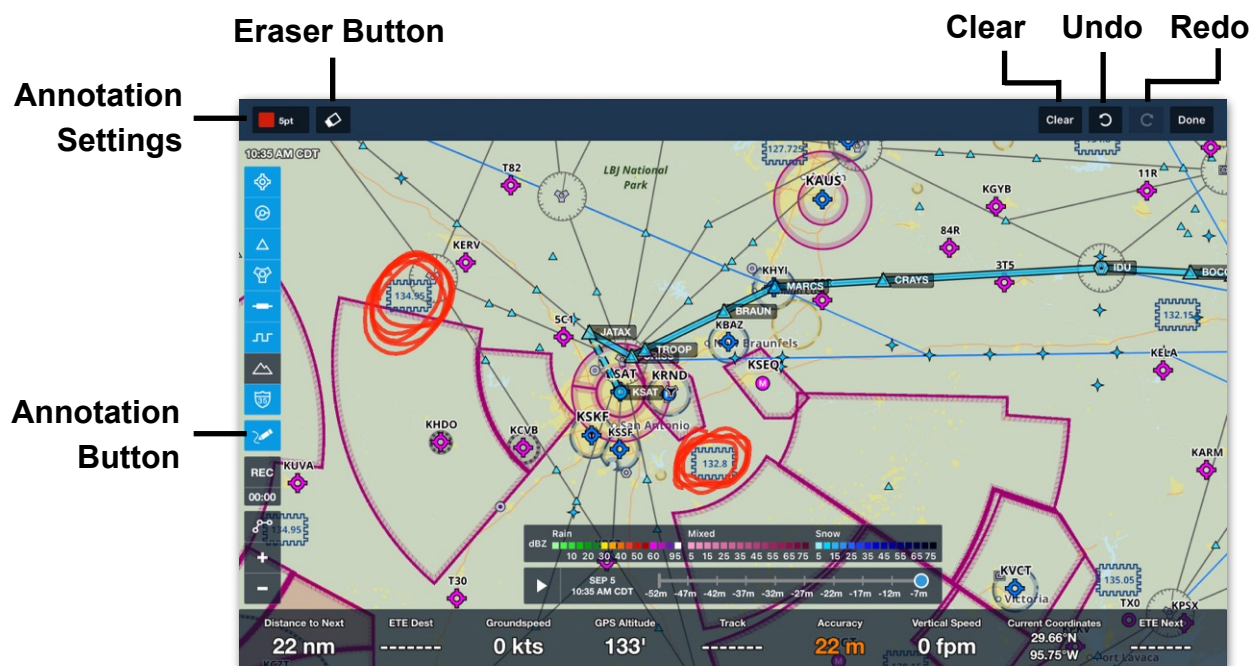 Eraser Button
Clear Undo Redo
Annotation
Settings
5pt
Clear
Done
10:35 AM CDT
127.725
T82
LBJ National
Park
KAUS
KGYB
11R
KERV
84R
134.95
KHYI
3T5
IDU
BOCC
MARCS
CRAYS
132.15
5C1
JATAX
BRAUN
KBAZ
Braunfels
TROOP
KELA
KSAT
KRND
KSEQ
M
KSAT
KSKF
San Antonio
Annotation
Button
KHDO
KCVB
KSSF
132.8
KARM
REC
KUVA
00:00
134.95
Rain Mixed Snow
dBZ
10 20 30 40 50 60 95 5 15 25 35 45 55 65 75 5 15 25 35 45 55 65 75
SEP 5
10:35 AM CDT
-52m -47m -42m -37m -32m -27m -22m -17m -12m -7m
KVCT
Victoria
135.05
T30
TX0
KPSX
Distance to Next ETE Dest Groundspeed GPS Altitude Track Accuracy Vertical Speed Current Coordinates ETE Next
22 nm ------- 0 kts 133' ------- 22 m 0 fpm 29.66°N -------
95.75°W
Port Lavaca